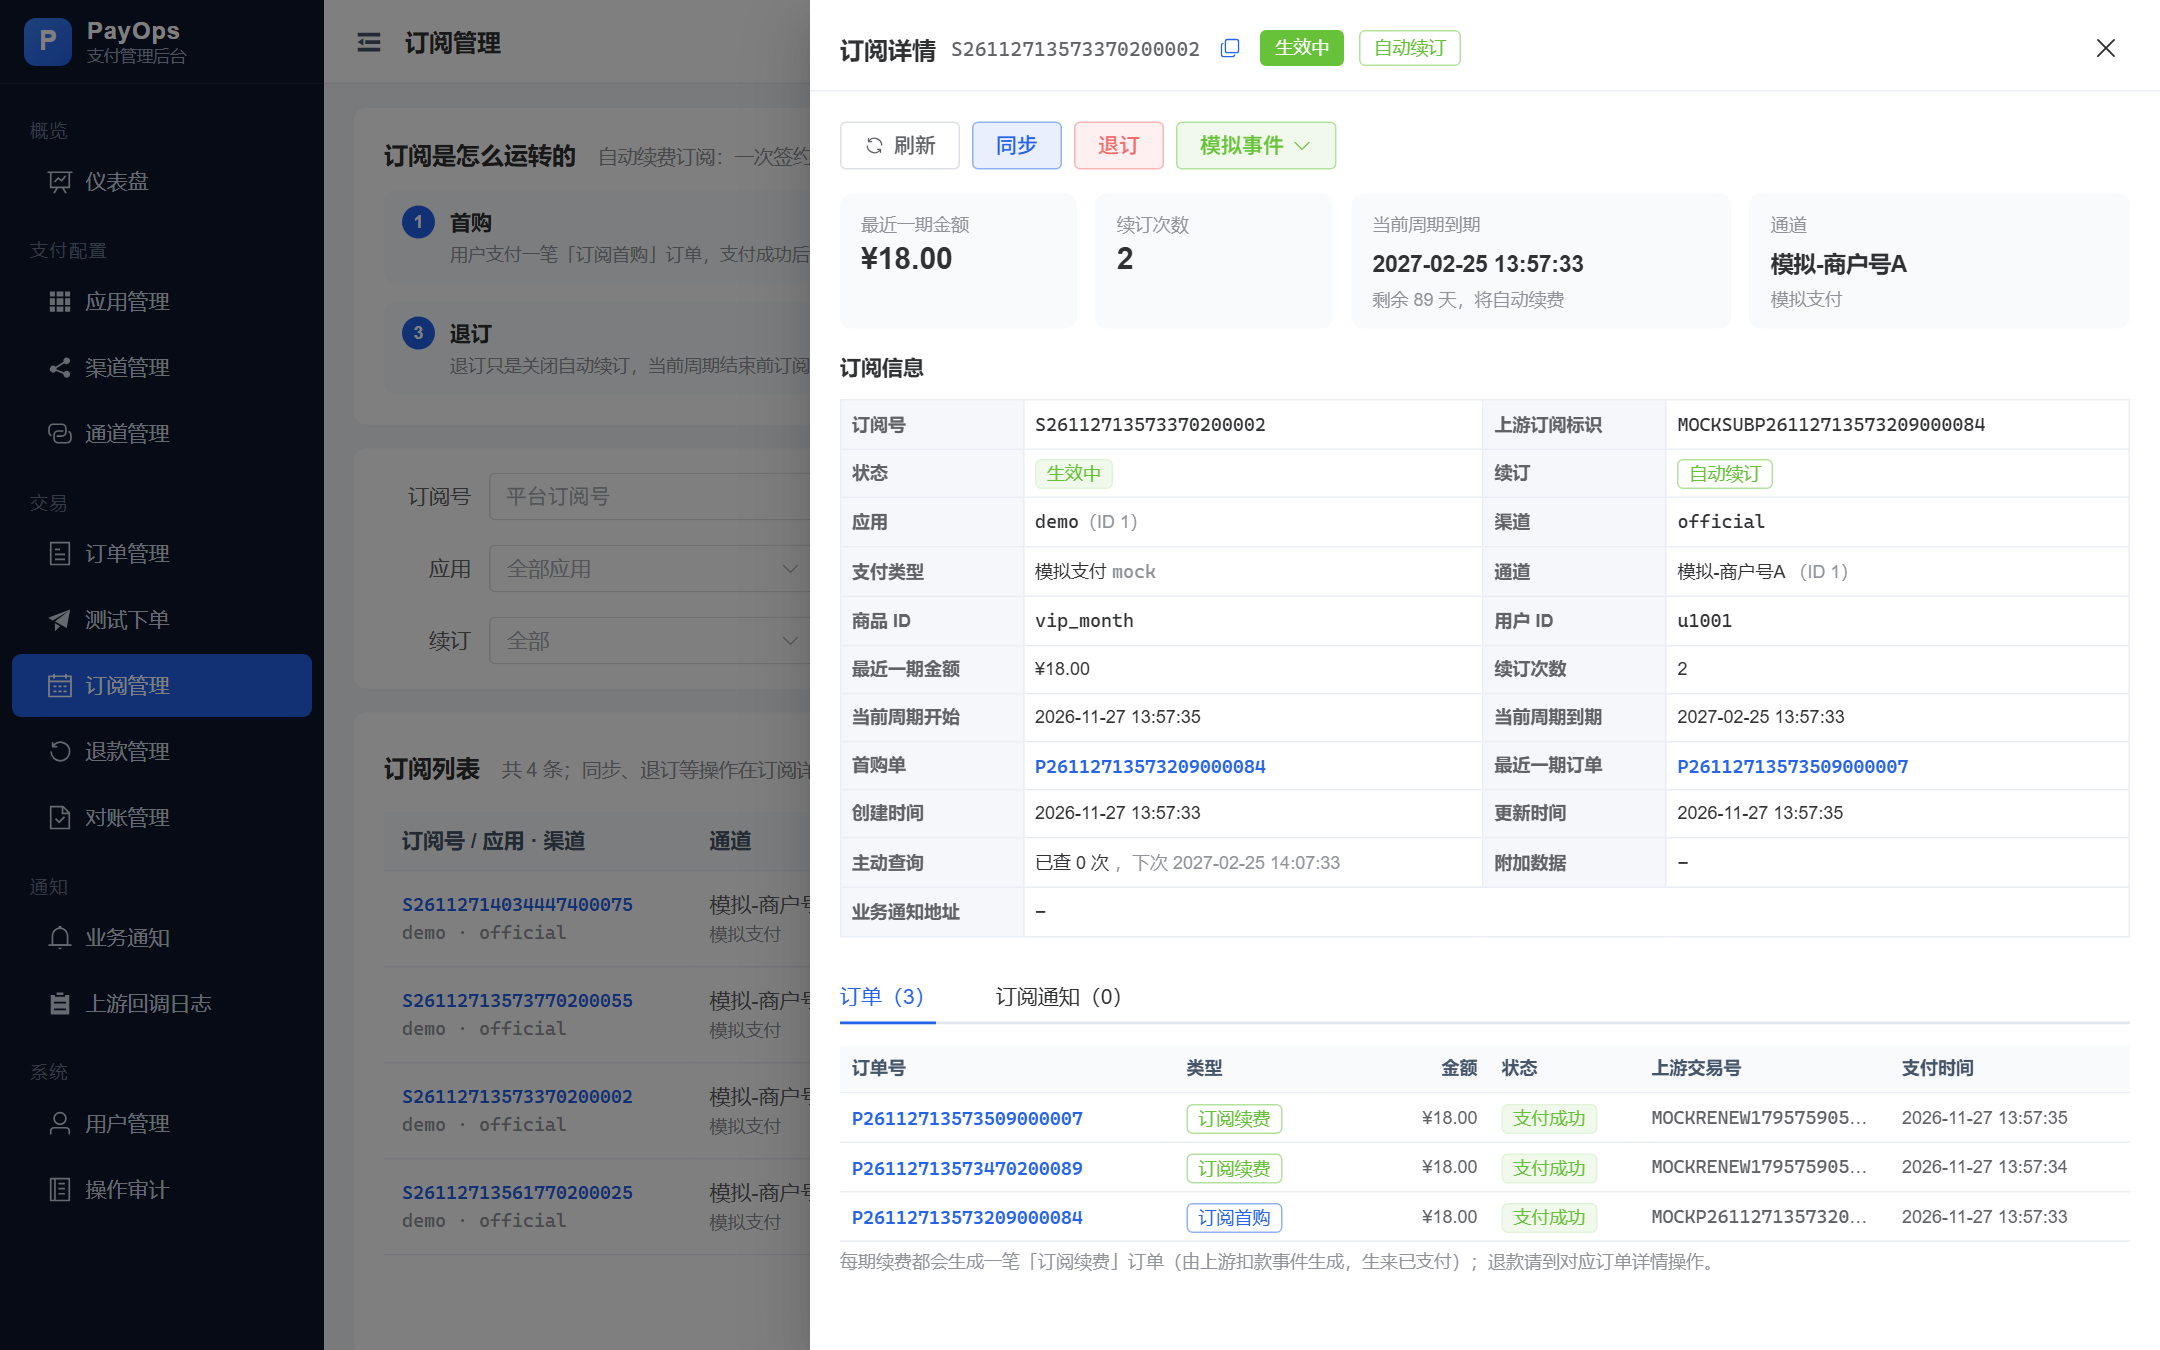 P
PayOps
支付管理后台
概览
仪表盘
支付配置
应用管理
渠道管理
通道管理
交易
订单管理
测试下单
订阅管理
退款管理
对账管理
通知
业务通知
上游回调日志
系统
用户管理
操作审计
订阅管理
订阅是怎么运转的 自动续费订阅：一次签约
1 首购
用户支付一笔「订阅首购」订单，支付成功后
3 退订
退订只是关闭自动续订，当前周期结束前订阅
订阅号 平台订阅号
应用 全部应用
续订 全部
订阅列表 共 4 条；同步、退订等操作在订阅详
订阅号 / 应用 · 渠道 通道
S26112714034447400075 模拟-商户号
demo · official 模拟支付
S26112713573770200055 模拟-商户号
demo · official 模拟支付
S26112713573370200002 模拟-商户号
demo · official 模拟支付
S26112713561770200025 模拟-商户号
demo · official 模拟支付
订阅详情 S26112713573370200002 生效中 自动续订
刷新 同步 退订 模拟事件
最近一期金额 续订次数 当前周期到期 通道
¥18.00 2 2027-02-25 13:57:33 模拟-商户号A
剩余 89 天，将自动续费 模拟支付
订阅信息
订阅号 S26112713573370200002 上游订阅标识 MOCKSUBP26112713573209000084
状态 生效中 续订 自动续订
应用 demo (ID 1) 渠道 official
支付类型 模拟支付 mock 通道 模拟-商户号A (ID 1)
商品 ID vip_month 用户 ID u1001
最近一期金额 ¥18.00 续订次数 2
当前周期开始 2026-11-27 13:57:35 当前周期到期 2027-02-25 13:57:33
首购单 P26112713573209000084 最近一期订单 P26112713573509000007
创建时间 2026-11-27 13:57:33 更新时间 2026-11-27 13:57:35
主动查询 已查 0 次 ，下次 2027-02-25 14:07:33 附加数据 –
业务通知地址 –
订单（3） 订阅通知（0）
订单号 类型 金额 状态 上游交易号 支付时间
P26112713573509000007 订阅续费 ¥18.00 支付成功 MOCKRENEW179575905… 2026-11-27 13:57:35
P26112713573470200089 订阅续费 ¥18.00 支付成功 MOCKRENEW179575905… 2026-11-27 13:57:34
P26112713573209000084 订阅首购 ¥18.00 支付成功 MOCKP2611271357320… 2026-11-27 13:57:33
每期续费都会生成一笔「订阅续费」订单（由上游扣款事件生成，生来已支付）；退款请到对应订单详情操作。